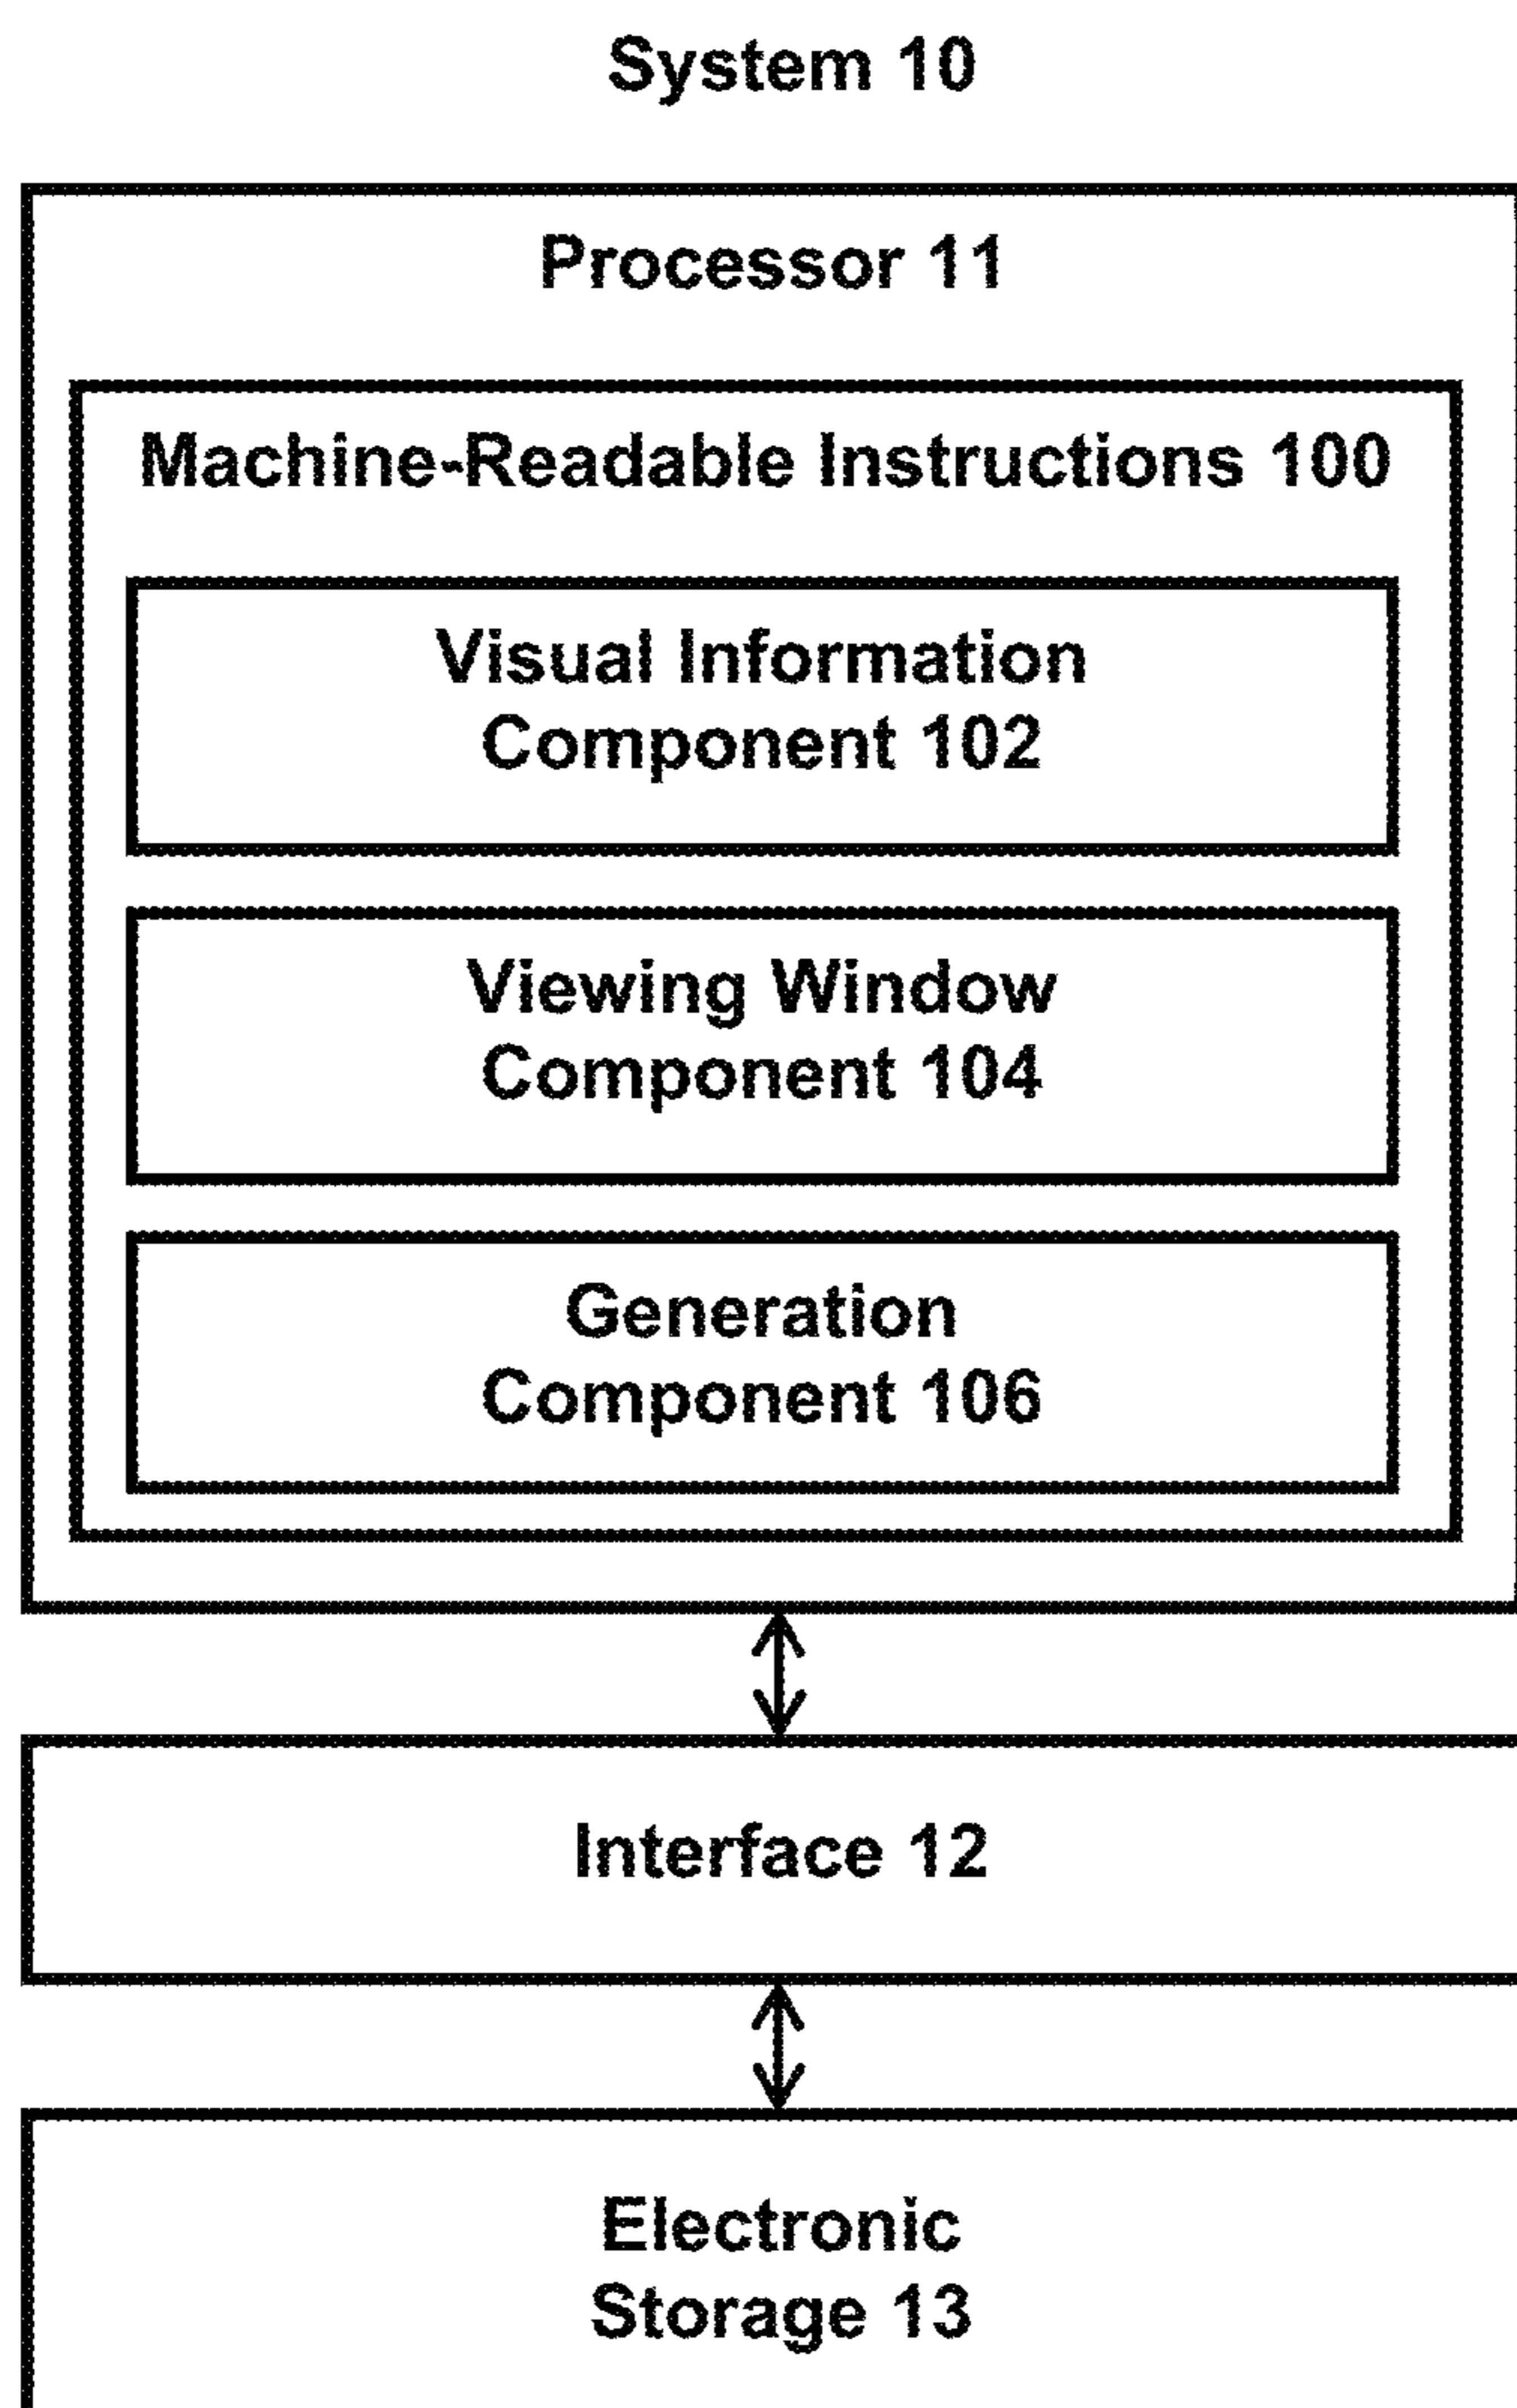 System 10
Processor 11
Machine-Readable Instructions 100
Visual Information
Component 102
Viewing Window
Component 104
Generation
Component 106
Interface 12
Electronic
Storage 13